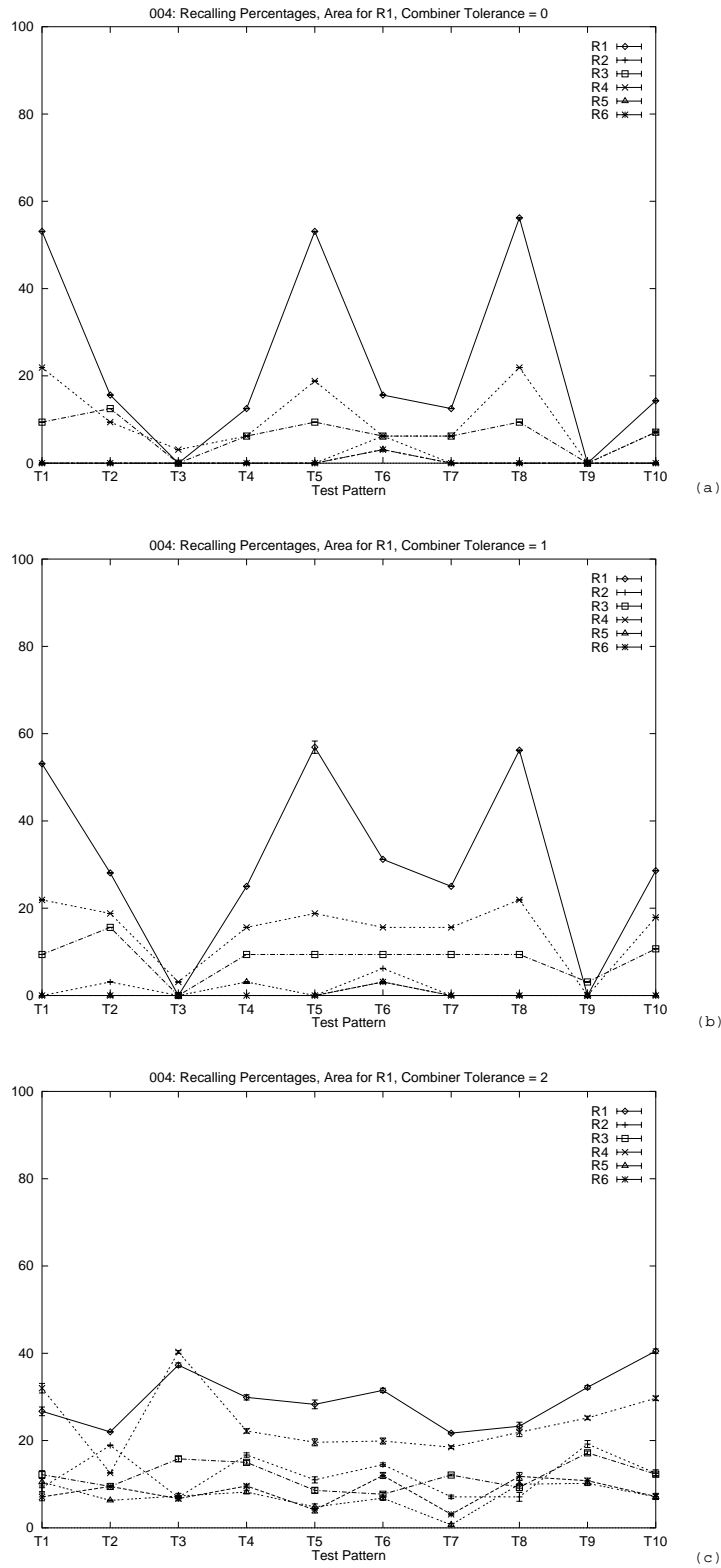 004: Recalling Percentages, Area for R1, Combiner Tolerance = 0
100
80
60
40
20
0
R1
R2
R3
R4
R5
R6
T1 T2 T3 T4 T5 T6 T7 T8 T9 T10
Test Pattern
(a)
004: Recalling Percentages, Area for R1, Combiner Tolerance = 1
100
80
60
40
20
0
R1
R2
R3
R4
R5
R6
T1 T2 T3 T4 T5 T6 T7 T8 T9 T10
Test Pattern
(b)
004: Recalling Percentages, Area for R1, Combiner Tolerance = 2
100
80
60
40
20
0
R1
R2
R3
R4
R5
R6
T1 T2 T3 T4 T5 T6 T7 T8 T9 T10
Test Pattern
(c)